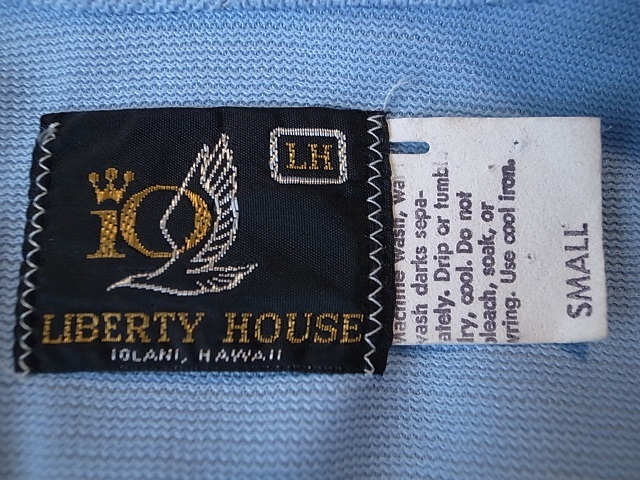 LH
iO
LIBERTY HOUSE
IOLANI, HAWAII
Machine wash, wa
wash darks sepa-
ately. Drip or tumbl
dry, cool. Do not
bleach, soak, or
wring. Use cool iron.
SMALL